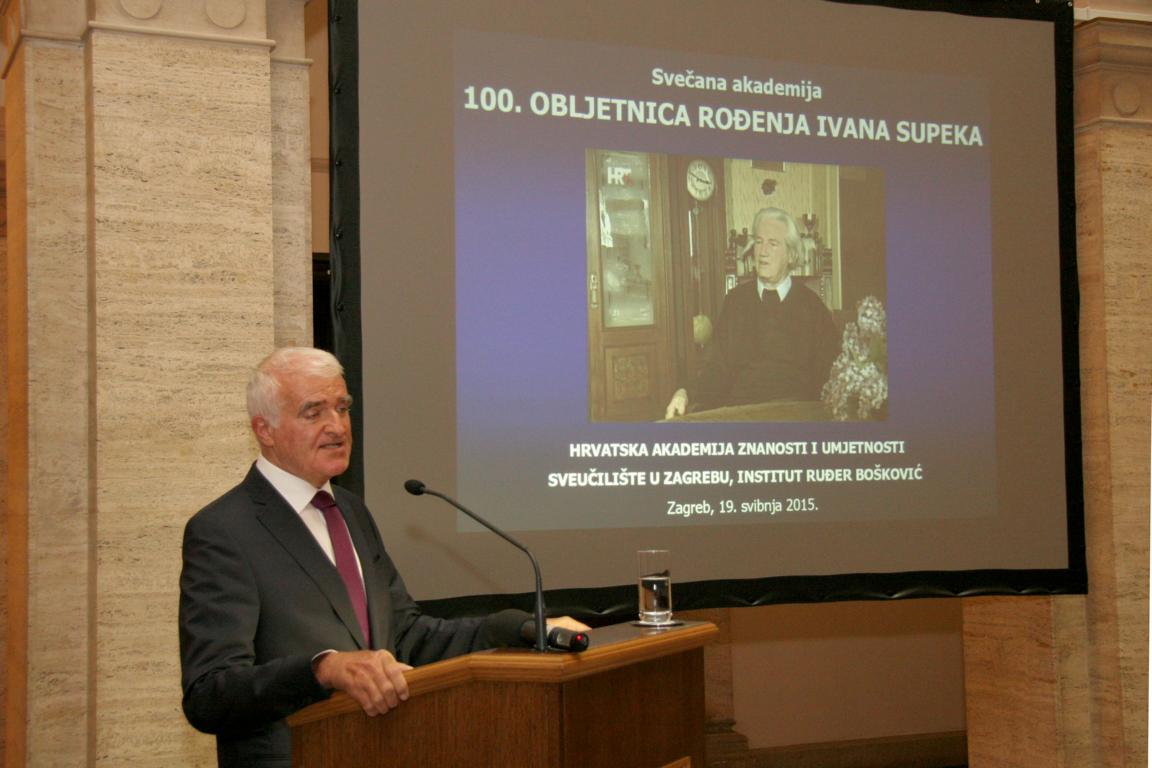 Svečana akademija
100. OBLJETNICA ROĐENJA IVANA SUPEKA
HRT
HRVATSKA AKADEMIJA ZNANOSTI I UMJETNOSTI
SVEUČILIŠTE U ZAGREBU, INSTITUT RUĐER BOŠKOVIĆ
Zagreb, 19. svibnja 2015.